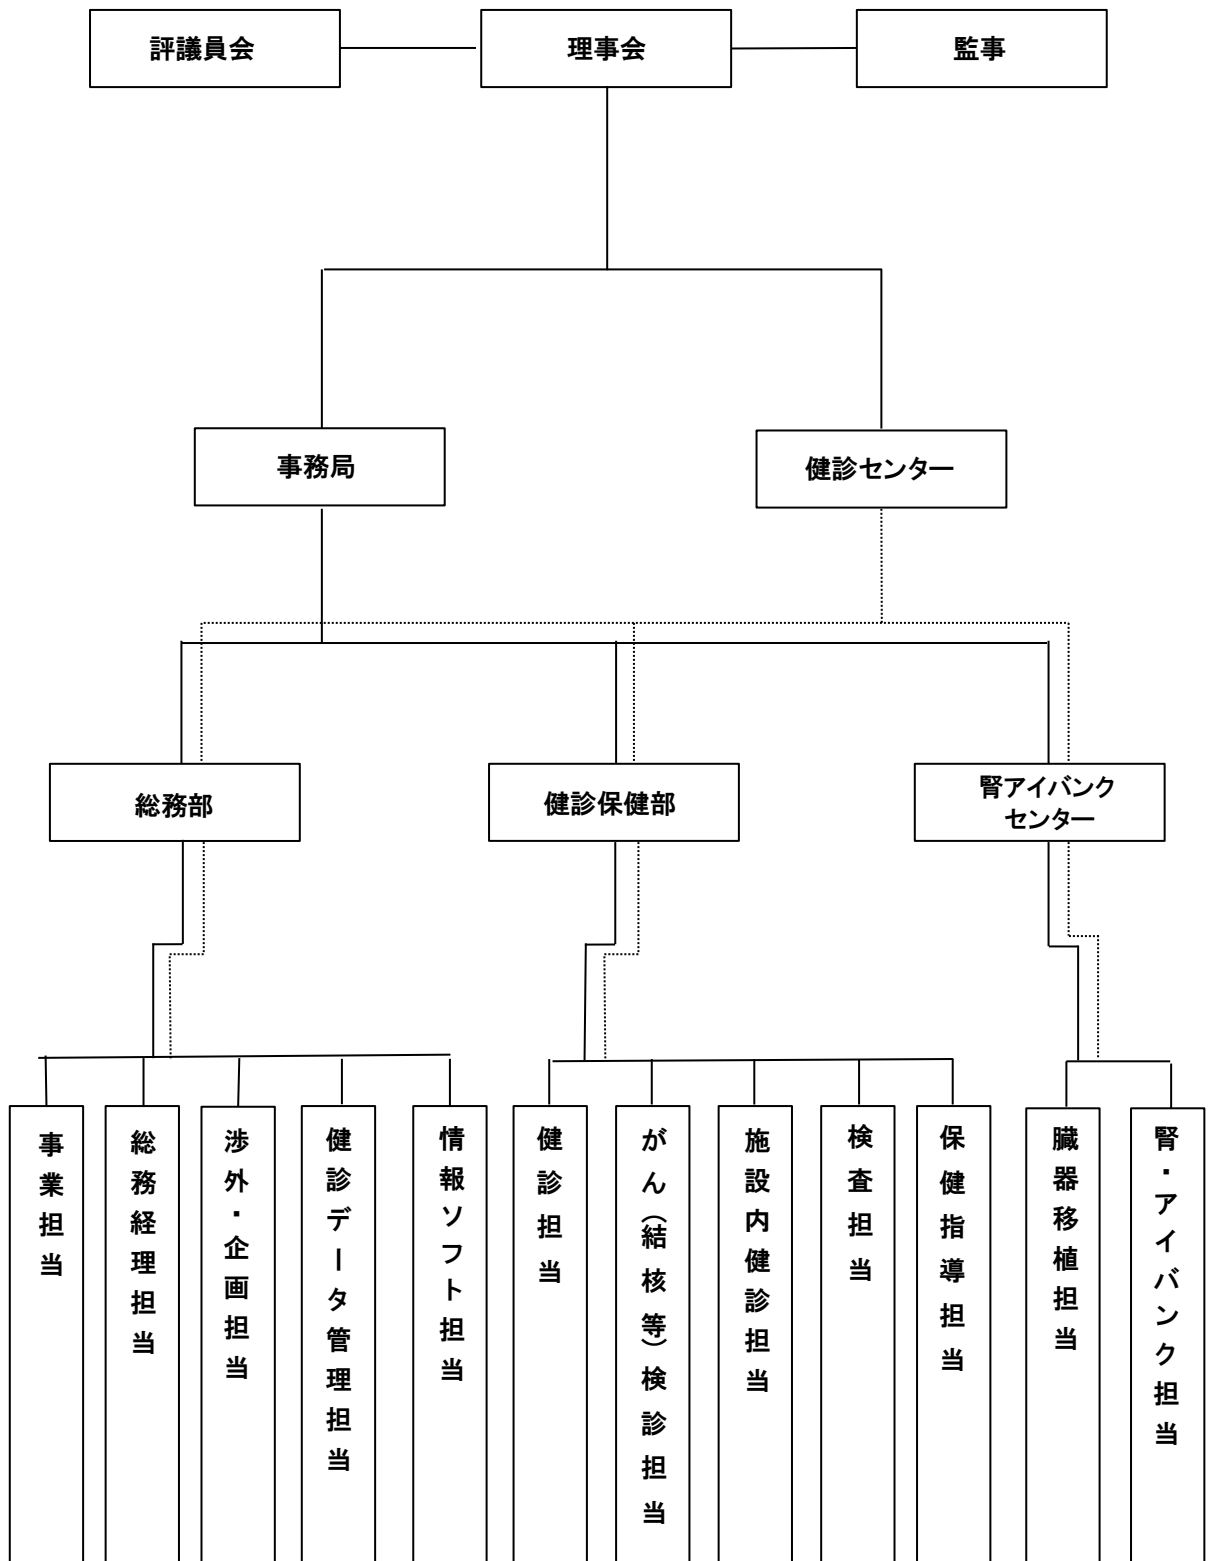 評議員会
理事会
監事
事務局
健診センター
総務部
健診保健部
腎アイバンク
センター
事業担当
総務経理担当
渉外・企画担当
健診データ管理担当
情報ソフト担当
健診担当
がん（結核等）検診担当
施設内健診担当
検査担当
保健指導担当
臓器移植担当
腎・アイバンク担当